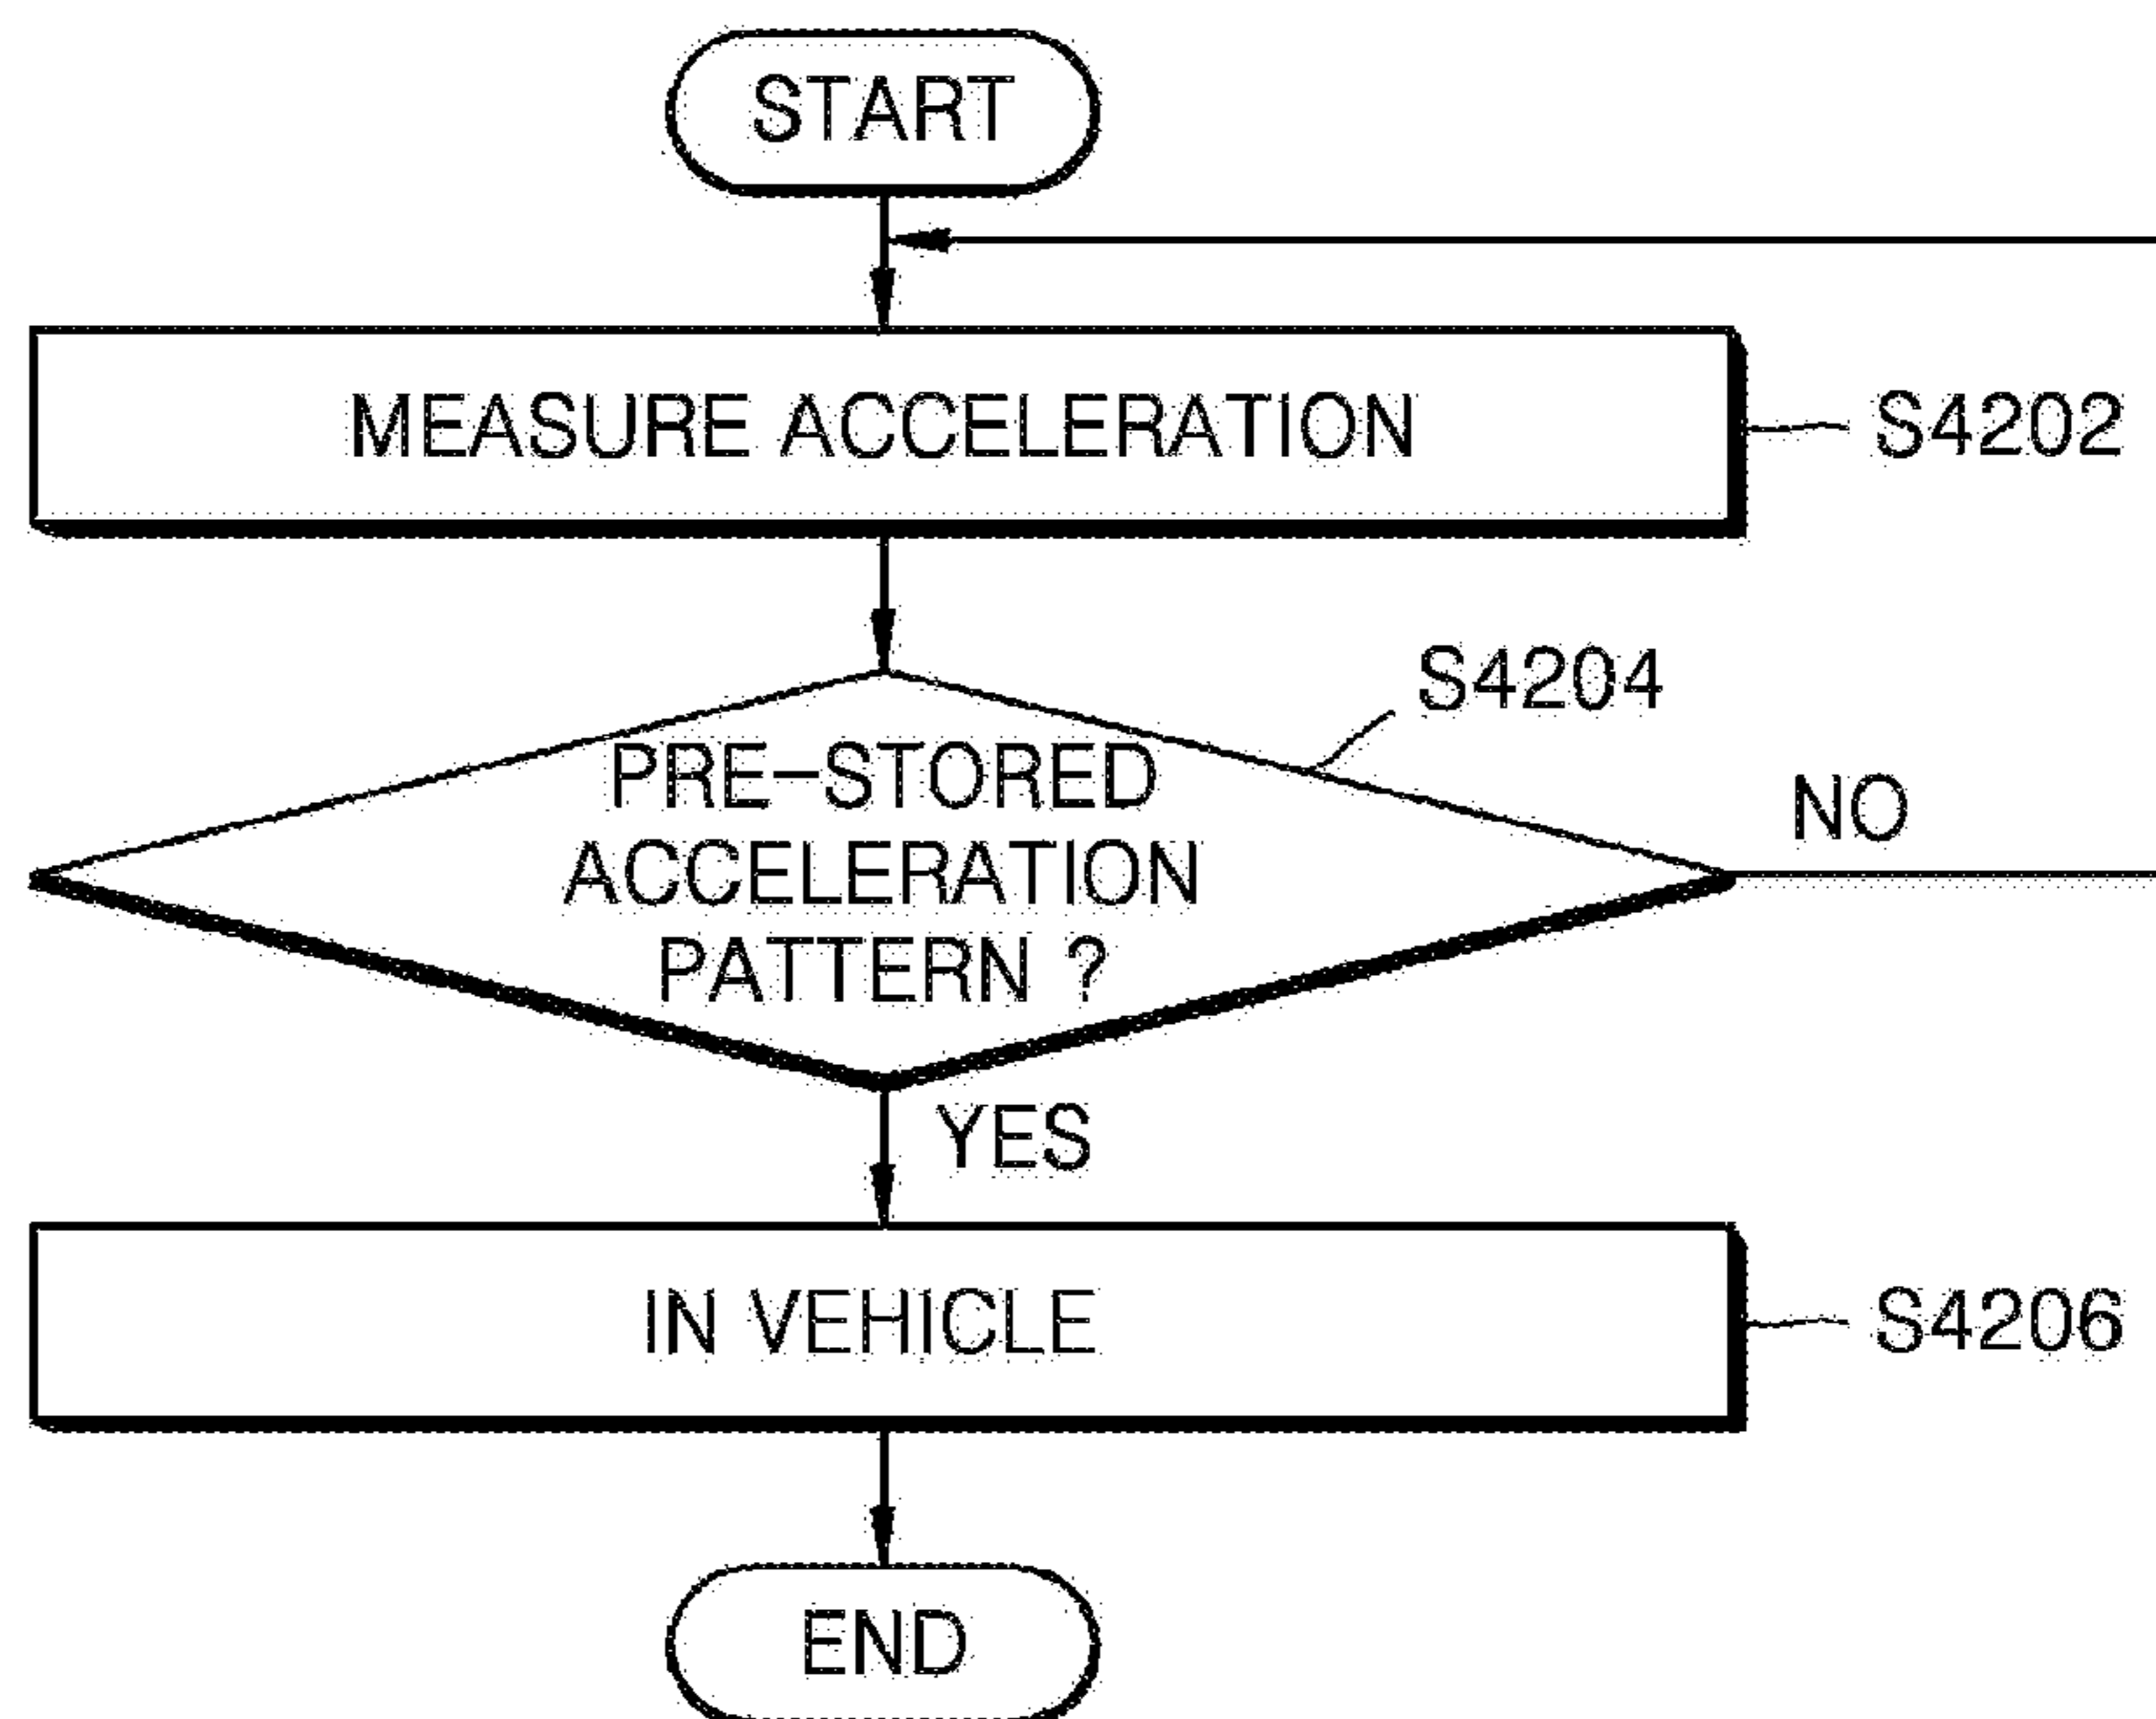 START
MEASURE ACCELERATION
S4202
S4204
PRE-STORED
ACCELERATION
PATTERN ?
NO
YES
IN VEHICLE
S4206
END